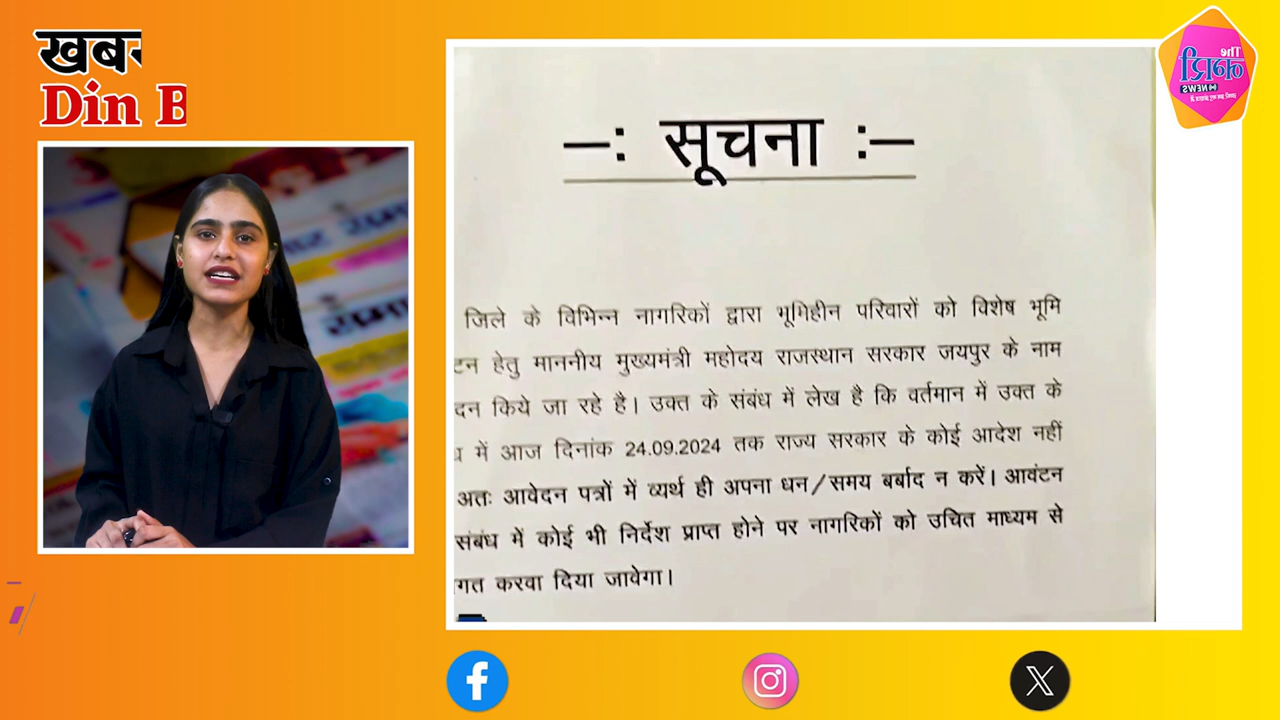 खबर
Din B
—: सूचना :—
जिले के विभिन्न नागरिकों द्वारा भूमिहीन परिवारों को विशेष भूमि
टन हेतु माननीय मुख्यमंत्री महोदय राजस्थान सरकार जयपुर के नाम
दन किये जा रहे है। उक्त के संबंध में लेख है कि वर्तमान में उक्त के
में आज दिनांक 24.09.2024 तक राज्य सरकार के कोई आदेश नहीं
अतः आवेदन पत्रों में व्यर्थ ही अपना धन/समय बर्बाद न करें। आवंटन
संबंध में कोई भी निर्देश प्राप्त होने पर नागरिकों को उचित माध्यम से
गत करवा दिया जावेगा।
The
प्रिंक
NEWS